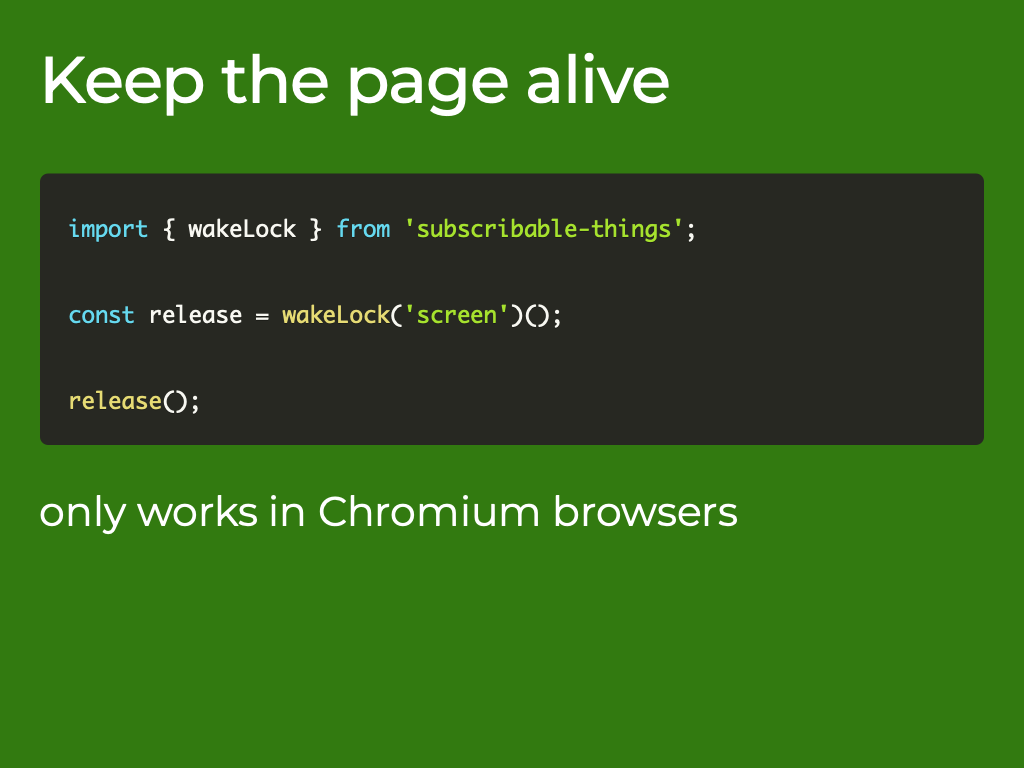 Keep the page alive
import { wakeLock } from 'subscribable-things';
const release = wakeLock('screen')();
release();
only works in Chromium browsers